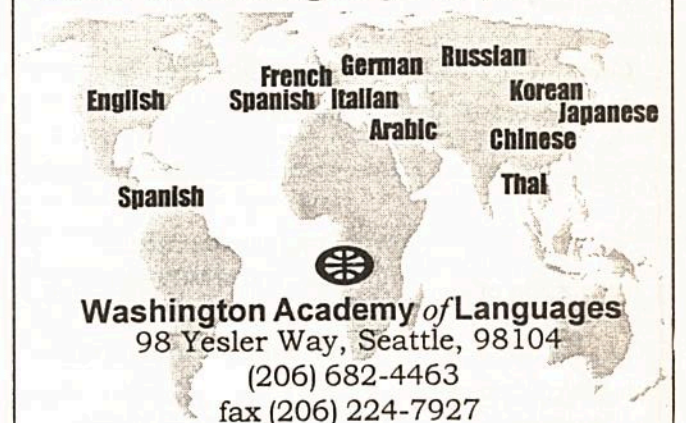 German Russian
French
English Spanish Italian Korean
Japanese
Arabic Chinese
Spanish Thai
Washington Academy of Languages
98 Yesler Way, Seattle, 98104
(206) 682-4463
fax (206) 224-7927